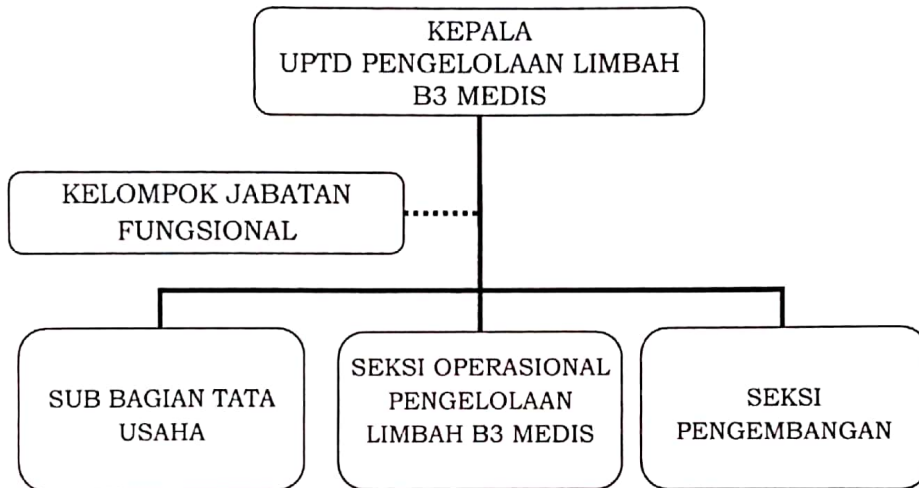 KEPALA
UPTD PENGELOLAAN LIMBAH
B3 MEDIS
KELOMPOK JABATAN
FUNGSIONAL
SUB BAGIAN TATA
USAHA
SEKSI OPERASIONAL
PENGELOLAAN
LIMBAH B3 MEDIS
SEKSI
PENGEMBANGAN